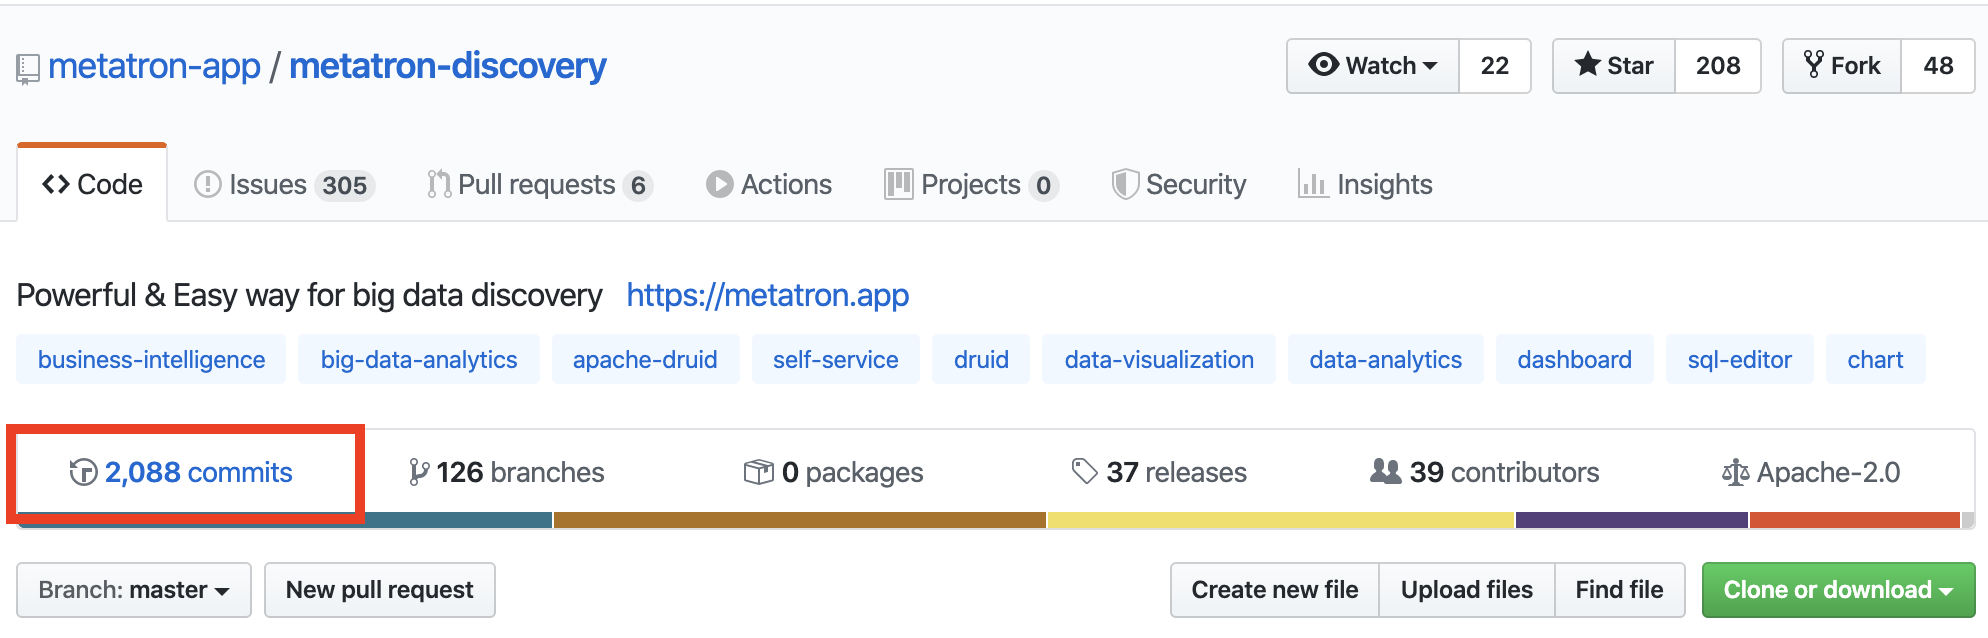 metatron-app / metatron-discovery Watch 22 Star 208 Fork 48
Code Issues 305 Pull requests 6 Actions Projects 0 Security Insights
Powerful & Easy way for big data discovery https://metatron.app
business-intelligence big-data-analytics apache-druid self-service druid data-visualization data-analytics dashboard sql-editor chart
2,088 commits 126 branches 0 packages 37 releases 39 contributors Apache-2.0
Branch: master New pull request Create new file Upload files Find file Clone or download